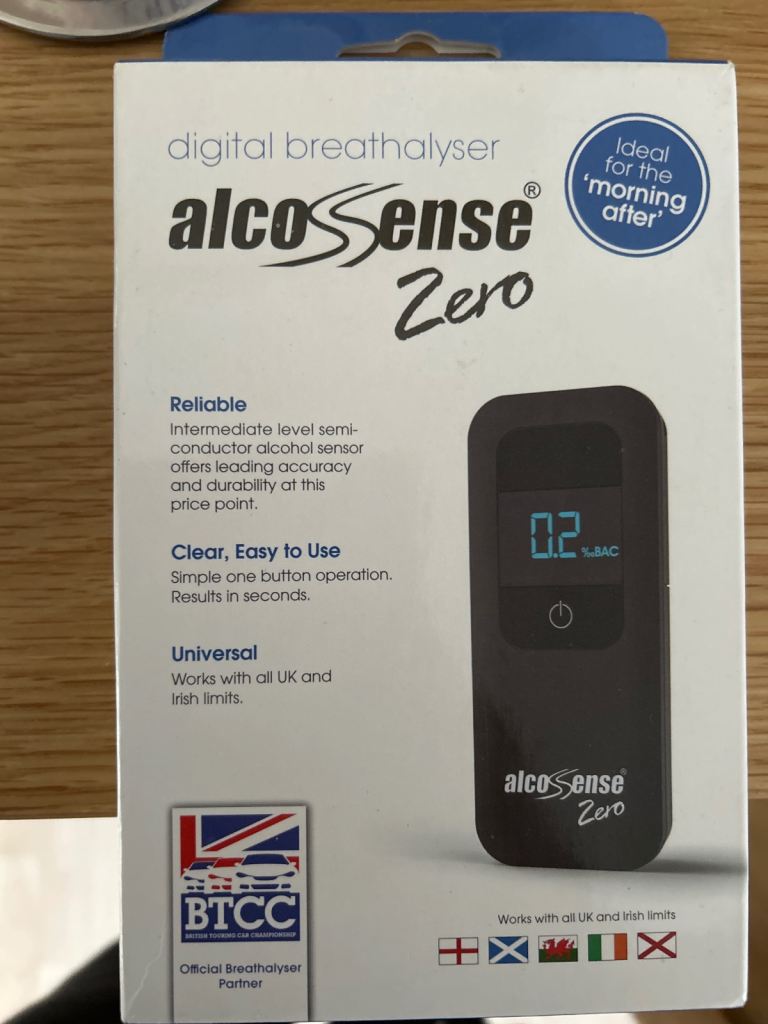 digital breathalyser
alcoSense®
Zero
Ideal
for the
'morning
after'
Reliable
Intermediate level semi-
conductor alcohol sensor
offers leading accuracy
and durability at this
price point.
Clear, Easy to Use
Simple one button operation.
Results in seconds.
Universal
Works with all UK and
Irish limits.
0.2 ‰BAC
alcoSense®
Zero
BTCC
BRITISH TOURING CAR CHAMPIONSHIP
Official Breathalyser
Partner
Works with all UK and Irish limits